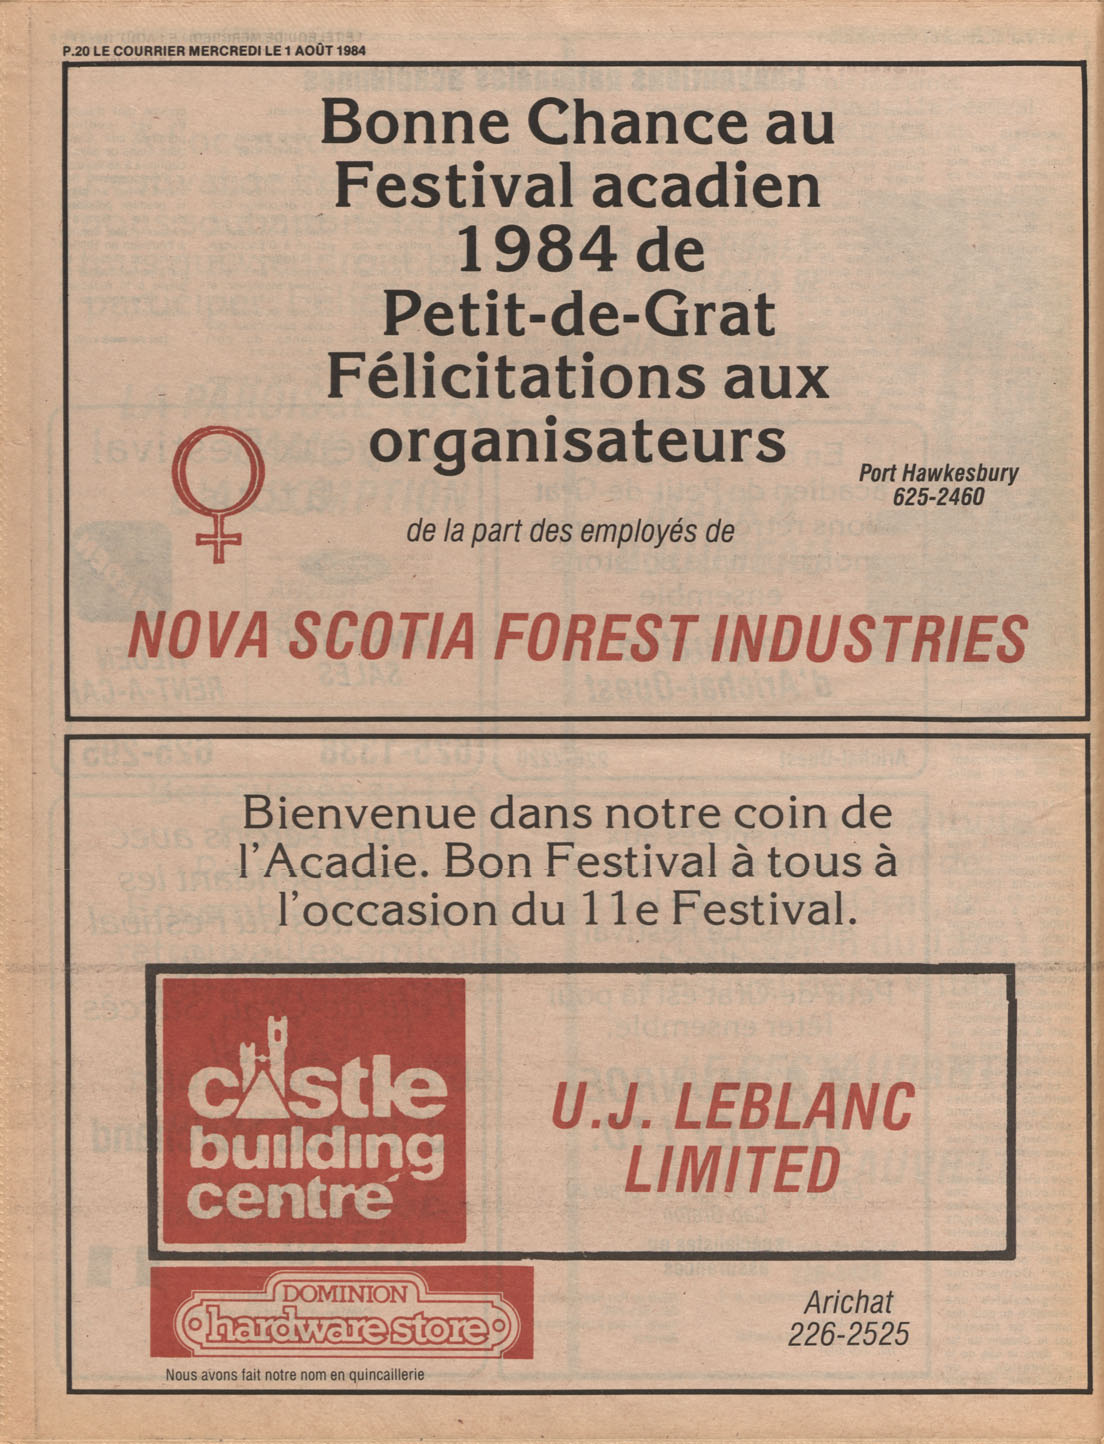 P.20 LE COURRIER MERCREDI LE 1 AOÛT 1984
Bonne Chance au
Festival acadien
1984 de
Petit-de-Grat
Félicitations aux
organisateurs
Port Hawkesbury
625-2460
de la part des employés de
NOVA SCOTIA FOREST INDUSTRIES
Bienvenue dans notre coin de
l'Acadie. Bon Festival à tous à
l'occasion du 11e Festival.
castle
building
centre
U.J. LEBLANC
LIMITED
DOMINION
hardware store
Arichat
226-2525
Nous avons fait notre nom en quincaillerie